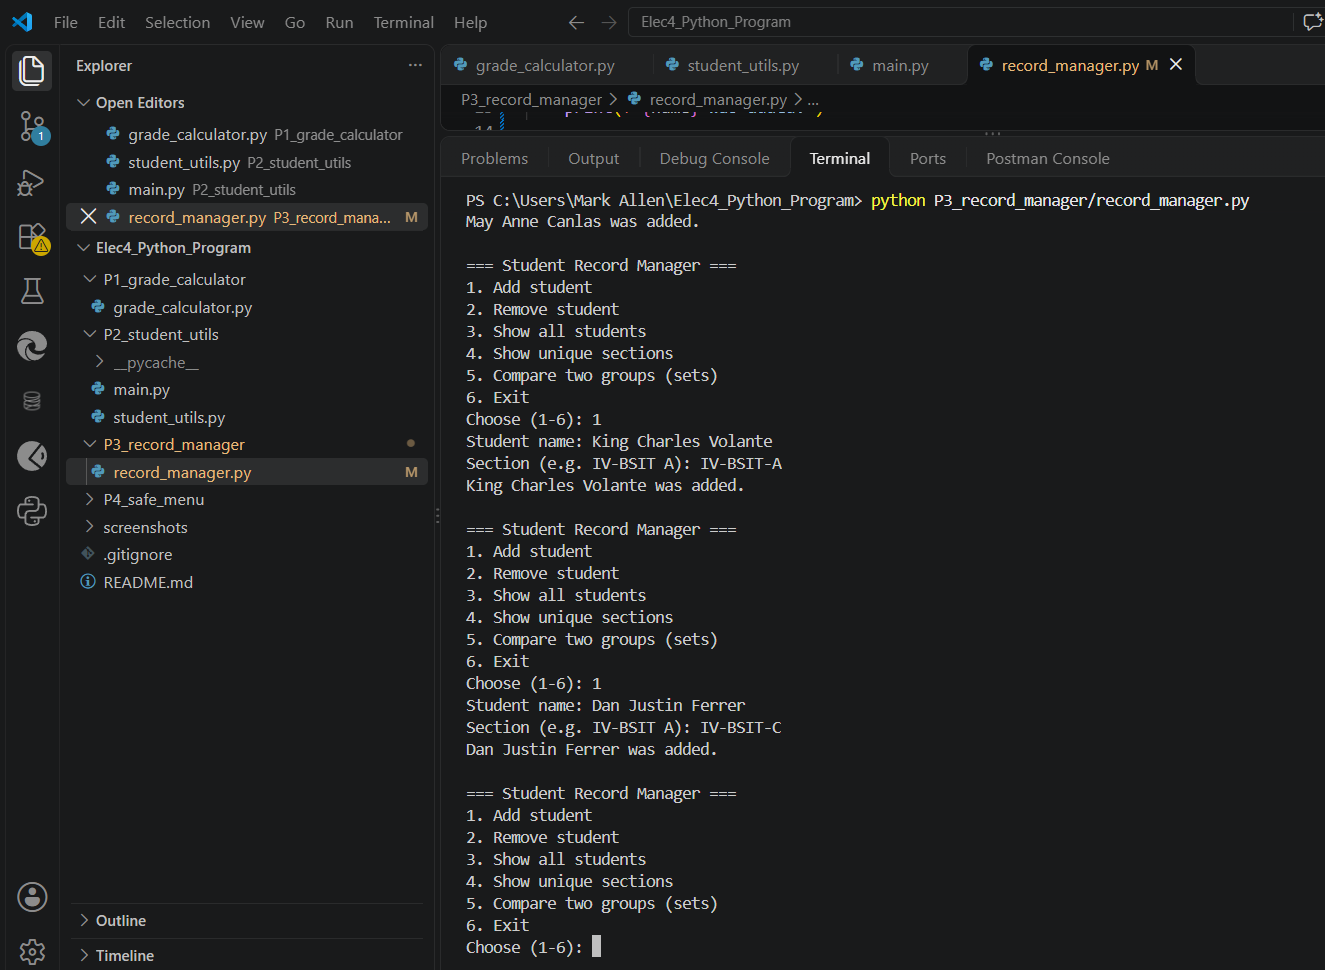 File Edit Selection View Go Run Terminal Help
Elec4_Python_Program
Explorer
Open Editors
grade_calculator.py P1_grade_calculator
student_utils.py P2_student_utils
main.py P2_student_utils
record_manager.py P3_record_mana... M
Elec4_Python_Program
P1_grade_calculator
grade_calculator.py
P2_student_utils
__pycache__
main.py
student_utils.py
P3_record_manager
record_manager.py M
P4_safe_menu
screenshots
.gitignore
README.md
Outline
Timeline
1
grade_calculator.py student_utils.py main.py record_manager.py M
P3_record_manager > record_manager.py > ...
14
Problems Output Debug Console Terminal Ports Postman Console
PS C:\Users\Mark Allen\Elec4_Python_Program> python P3_record_manager/record_manager.py
May Anne Canlas was added.
=== Student Record Manager ===
1. Add student
2. Remove student
3. Show all students
4. Show unique sections
5. Compare two groups (sets)
6. Exit
Choose (1-6): 1
Student name: King Charles Volante
Section (e.g. IV-BSIT A): IV-BSIT-A
King Charles Volante was added.
=== Student Record Manager ===
1. Add student
2. Remove student
3. Show all students
4. Show unique sections
5. Compare two groups (sets)
6. Exit
Choose (1-6): 1
Student name: Dan Justin Ferrer
Section (e.g. IV-BSIT A): IV-BSIT-C
Dan Justin Ferrer was added.
=== Student Record Manager ===
1. Add student
2. Remove student
3. Show all students
4. Show unique sections
5. Compare two groups (sets)
6. Exit
Choose (1-6):